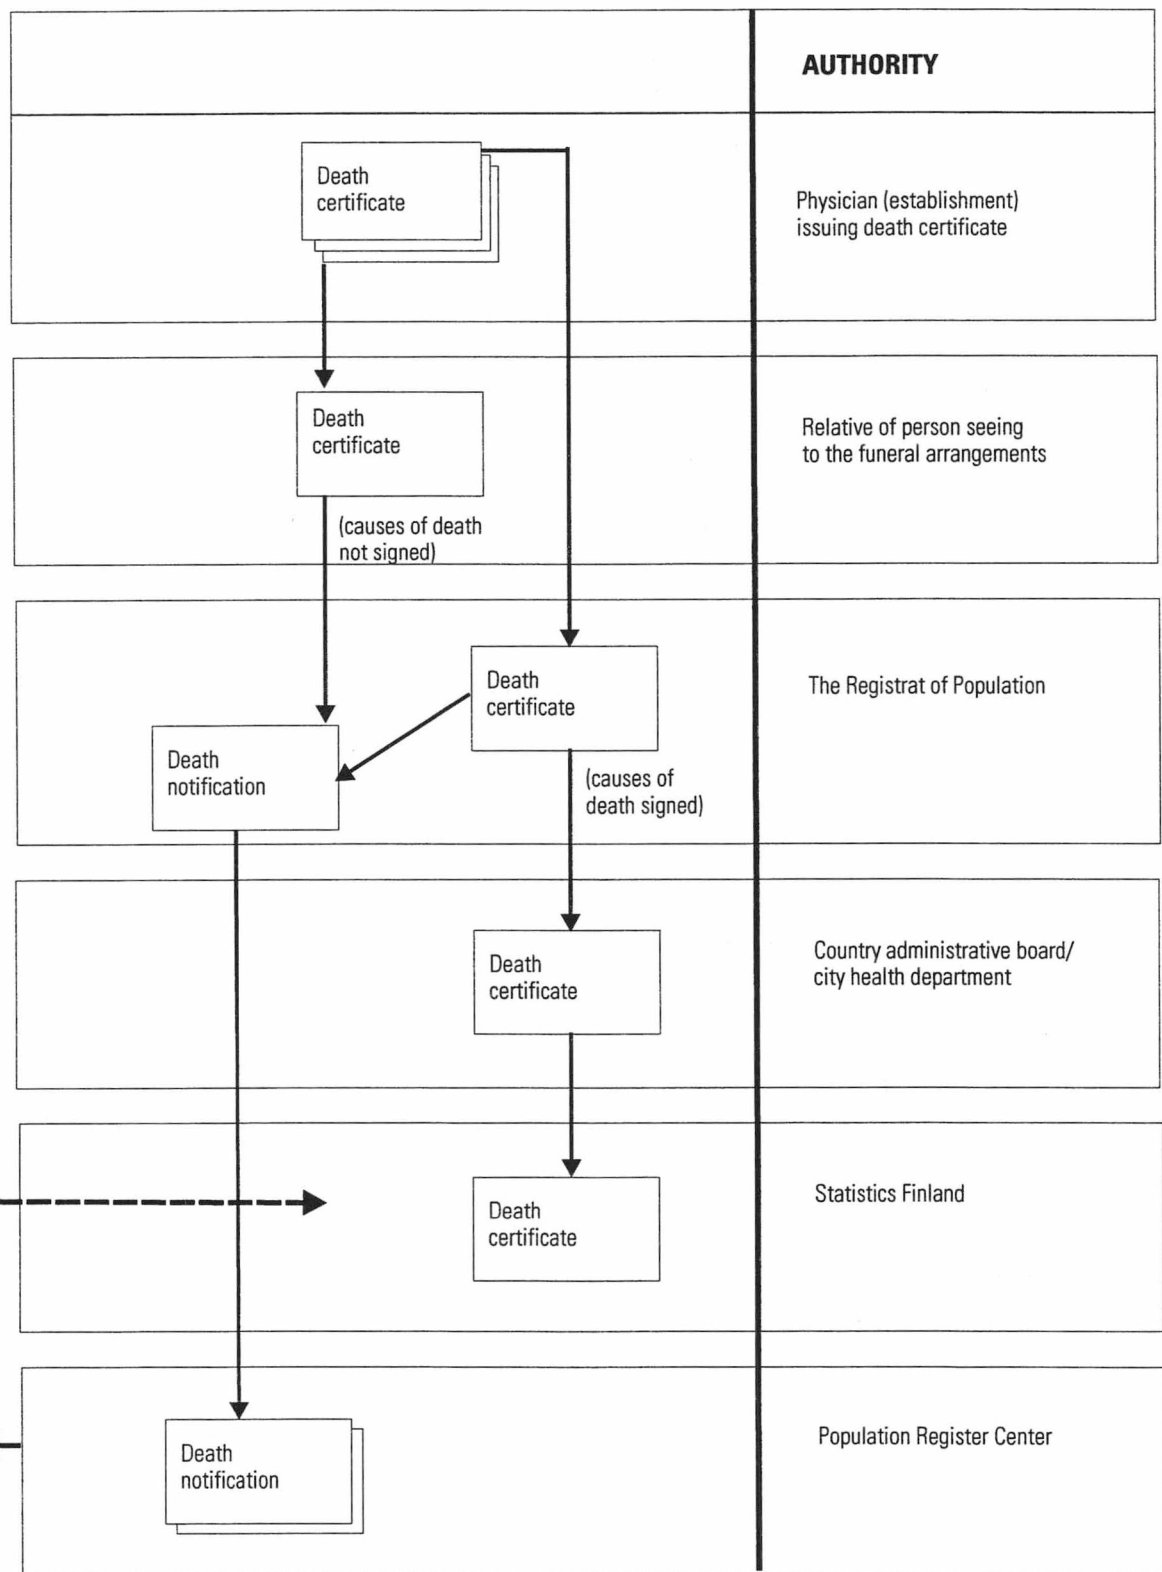 AUTHORITY
Death
certificate
Physician (establishment)
issuing death certificate
Death
certificate
Relative of person seeing
to the funeral arrangements
(causes of death
not signed)
Death
certificate
The Registrat of Population
Death
notification
(causes of
death signed)
Death
certificate
Country administrative board/
city health department
Death
certificate
Statistics Finland
Death
notification
Population Register Center